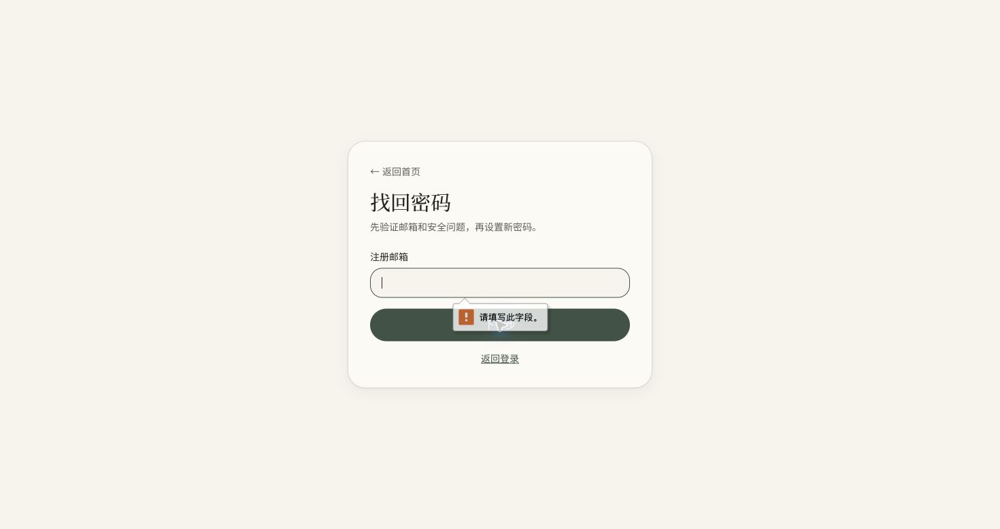 ← 返回首页
找回密码
先验证邮箱和安全问题，再设置新密码。
注册邮箱
请填写此字段。
返回登录